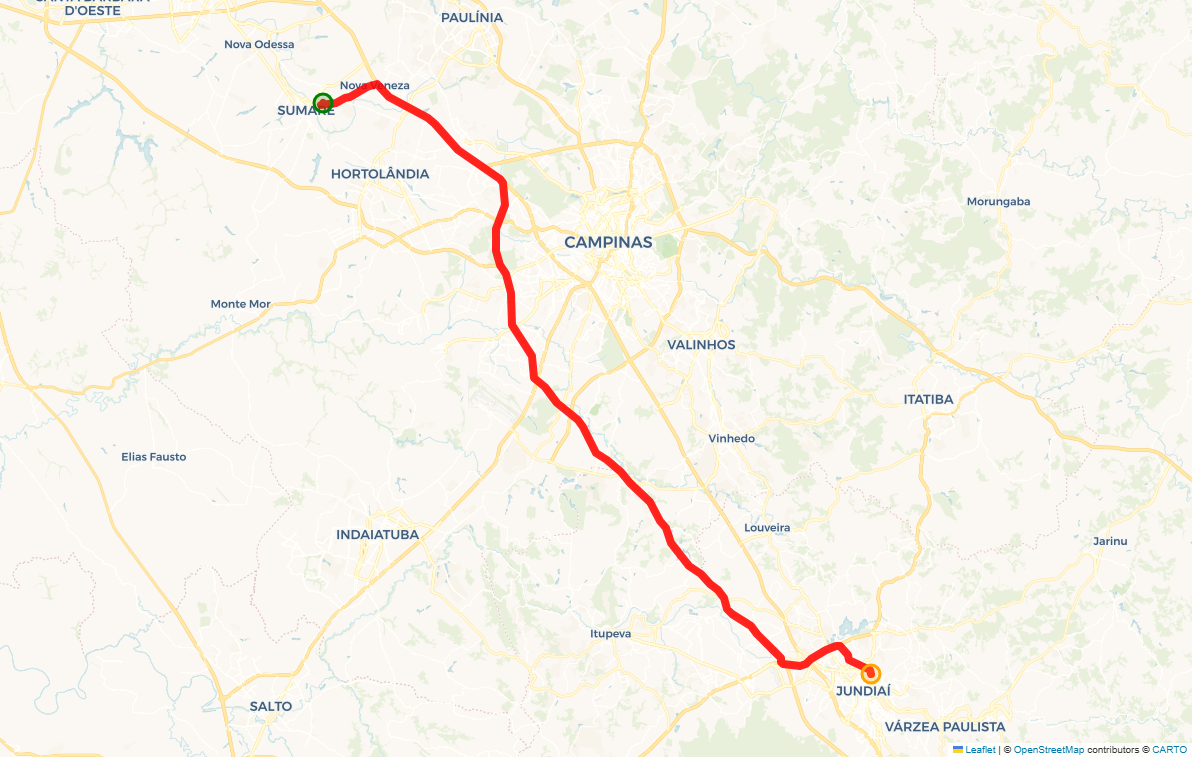 D'OESTE
PAULÍNIA
Nova Odessa
Nova Veneza
SUMARÉ
HORTOLÂNDIA
Morungaba
CAMPINAS
Monte Mor
VALINHOS
ITATIBA
Vinhedo
Elias Fausto
Louveira
INDAIATUBA
Jarinu
Itupeva
JUNDIAÍ
SALTO
VÁRZEA PAULISTA
Leaflet | © OpenStreetMap contributors © CARTO